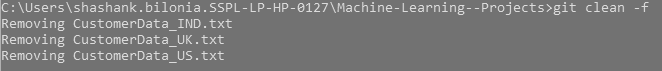 C:\Users\shashank.bilonia.SSPL-LP-HP-0127\Machine-Learning--Projects>git clean -f
Removing CustomerData_IND.txt
Removing CustomerData_UK.txt
Removing CustomerData_US.txt